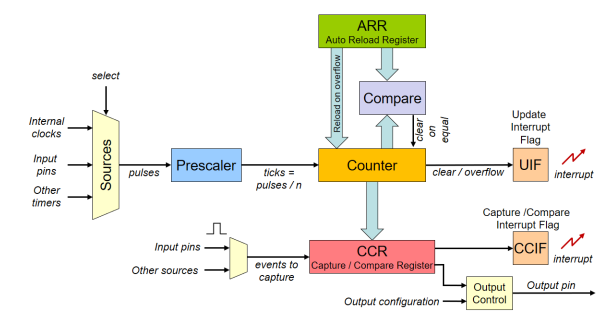 ARR
Auto Reload Register
select
Reload on overflow
Compare
clear
on
equal
Internal
clocks
Input
pins
Other
timers
Sources
pulses
Prescaler
ticks =
pulses / n
Counter
clear / overflow
Update
Interrupt
Flag
UIF
interrupt
Capture /Compare
Interrupt Flag
CCIF
interrupt
Input pins
Other sources
events to
capture
CCR
Capture / Compare Register
Output configuration
Output
Control
Output pin